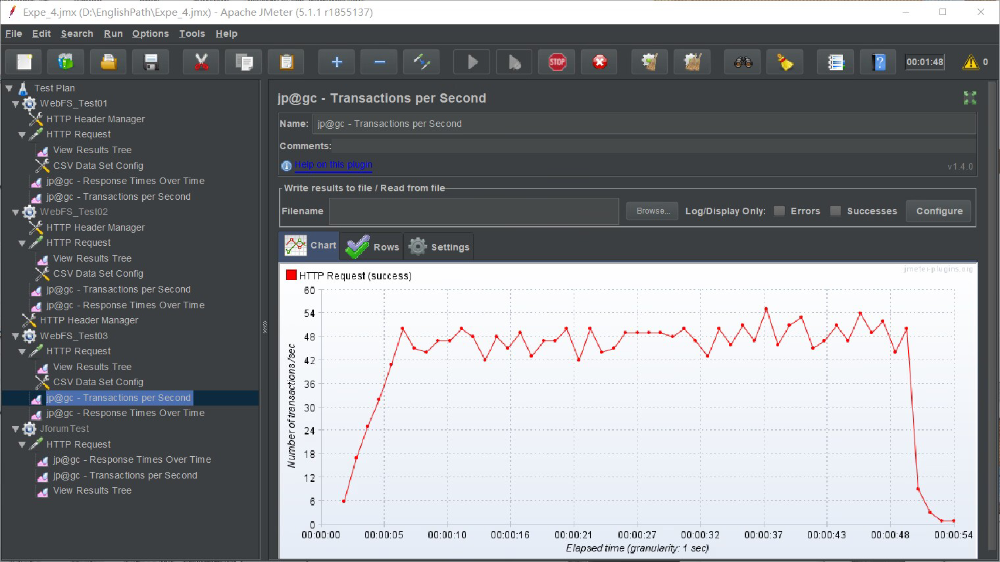 Expe_4.jmx (D:\EnglishPath\Expe_4.jmx) - Apache JMeter (5.1.1 r1855137)
File Edit Search Run Options Tools Help
STOP
?
00:01:48
0
Test Plan
WebFS_Test01
HTTP Header Manager
HTTP Request
View Results Tree
CSV Data Set Config
jp@gc - Response Times Over Time
jp@gc - Transactions per Second
WebFS_Test02
HTTP Header Manager
HTTP Request
View Results Tree
CSV Data Set Config
jp@gc - Transactions per Second
jp@gc - Response Times Over Time
HTTP Header Manager
WebFS_Test03
HTTP Request
View Results Tree
CSV Data Set Config
jp@gc - Transactions per Second
jp@gc - Response Times Over Time
JforumTest
HTTP Request
jp@gc - Response Times Over Time
jp@gc - Transactions per Second
View Results Tree
jp@gc - Transactions per Second
Name: jp@gc - Transactions per Second
Comments:
Help on this plugin
v1.4.0
Write results to file / Read from file
Filename Browse... Log/Display Only: Errors Successes Configure
Chart Rows Settings
jmeter-plugins.org
HTTP Request (success)
Number of transactions /sec
60
54
48
42
36
30
24
18
12
6
0
00:00:00 00:00:05 00:00:10 00:00:16 00:00:21 00:00:27 00:00:32 00:00:37 00:00:43 00:00:48 00:00:54
Elapsed time (granularity: 1 sec)